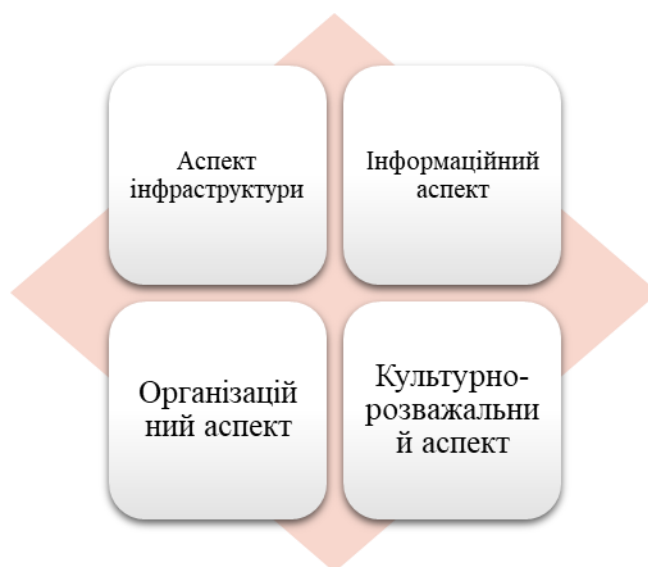 Аспект
інфраструктури
Інформаційний
аспект
Організацій
ний аспект
Культурно-
розважальни
й аспект